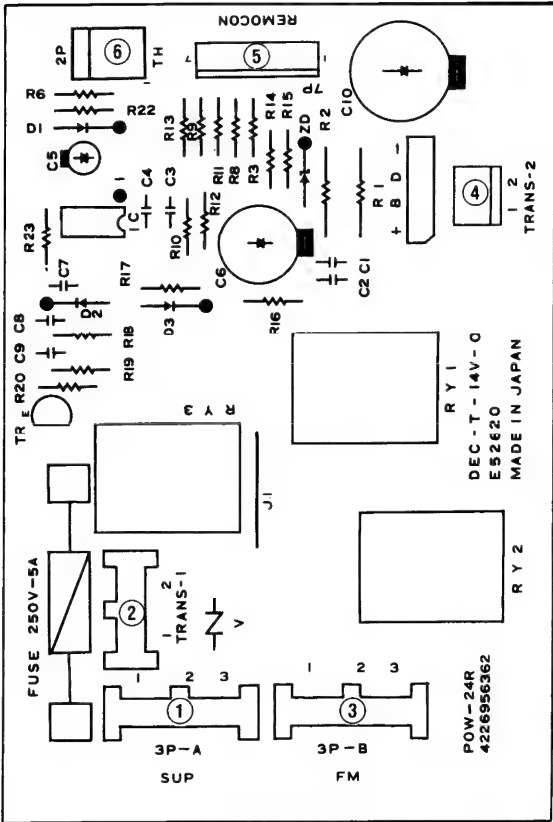 REMOCON
2P
6
TH
1
7
5
1
7P
C10
R6
R22
D1
C5
R13
R9
R11
R8
R3
R14
R15
ZD
R2
R1
+ B D -
4
1 2
TRANS-2
1
IC
C4
C3
R10
R12
R23
C7
R17
C6
C2
C1
C8
D2
D3
R16
C9
R18
R19
R20
TR
E
RY3
RY1
J1
DEC-T-14V-0
E52620
MADE IN JAPAN
FUSE 250V-5A
2
1 2
TRANS-1
V
RY2
1 2 3
1
3P-A
SUP
1 2 3
3
3P-B
FM
POW-24R
4226956362